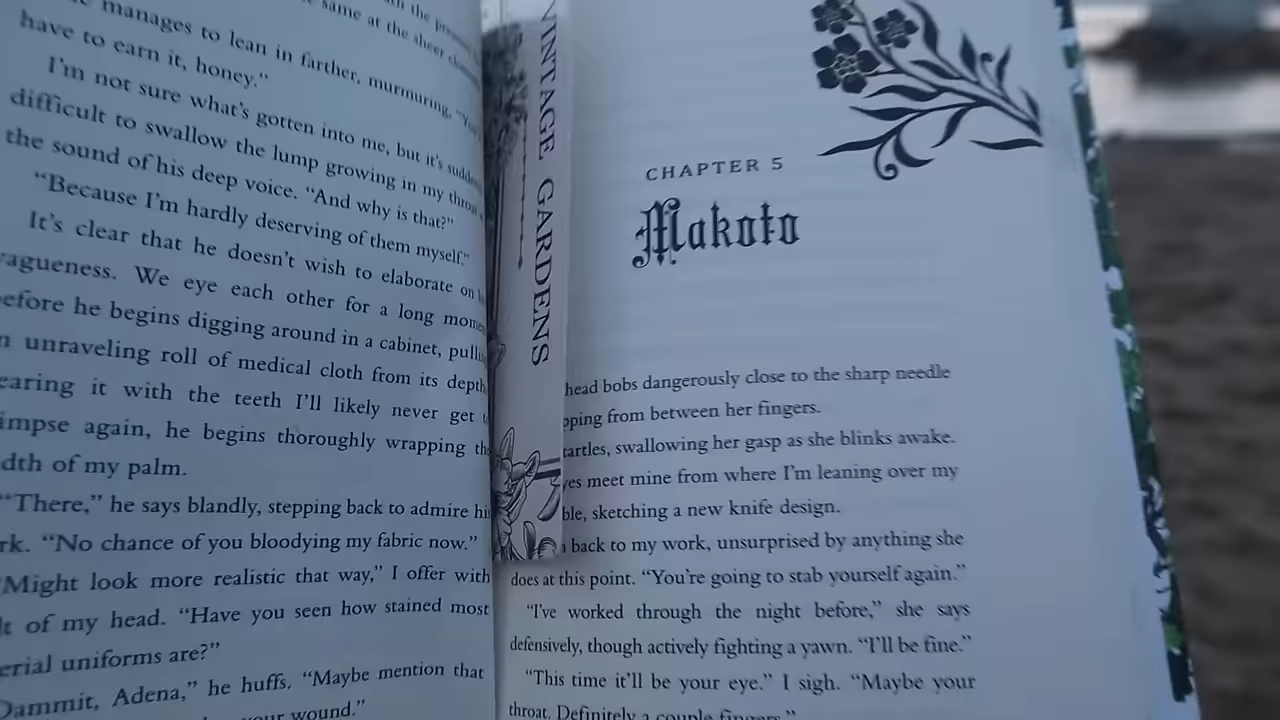 the
same at the sheer
manages to lean in farther, murmuring,
have to earn it, honey.”
I’m not sure what’s gotten into me, but it’s
difficult to swallow the lump growing in my
the sound of his deep voice. “And why is that?”
“Because I’m hardly deserving of them myself.”
It’s clear that he doesn’t wish to elaborate on
We eye each other for a long
he begins digging around in a cabinet,
unraveling roll of medical cloth from its
it with the teeth I’ll likely never get
again, he begins thoroughly wrapping
of my palm.
“There,” he says blandly, stepping back to admire
“No chance of you bloodying my fabric now.”
“Might look more realistic that way,” I offer with
of my head. “Have you seen how stained most
uniforms are?”
Dammit, Adena,” he huffs. “Maybe mention that
your wound.”
VINTAGE GARDENS
CHAPTER 5
Makoto
head bobs dangerously close to the sharp needle
from between her fingers.
swallowing her gasp as she blinks awake.
meet mine from where I’m leaning over my
sketching a new knife design.
back to my work, unsurprised by anything she
does at this point. “You’re going to stab yourself again.”
“I’ve worked through the night before,” she says
defensively, though actively fighting a yawn. “I’ll be fine.”
“This time it’ll be your eye.” I sigh. “Maybe your
throat. Definitely a couple fingers.”